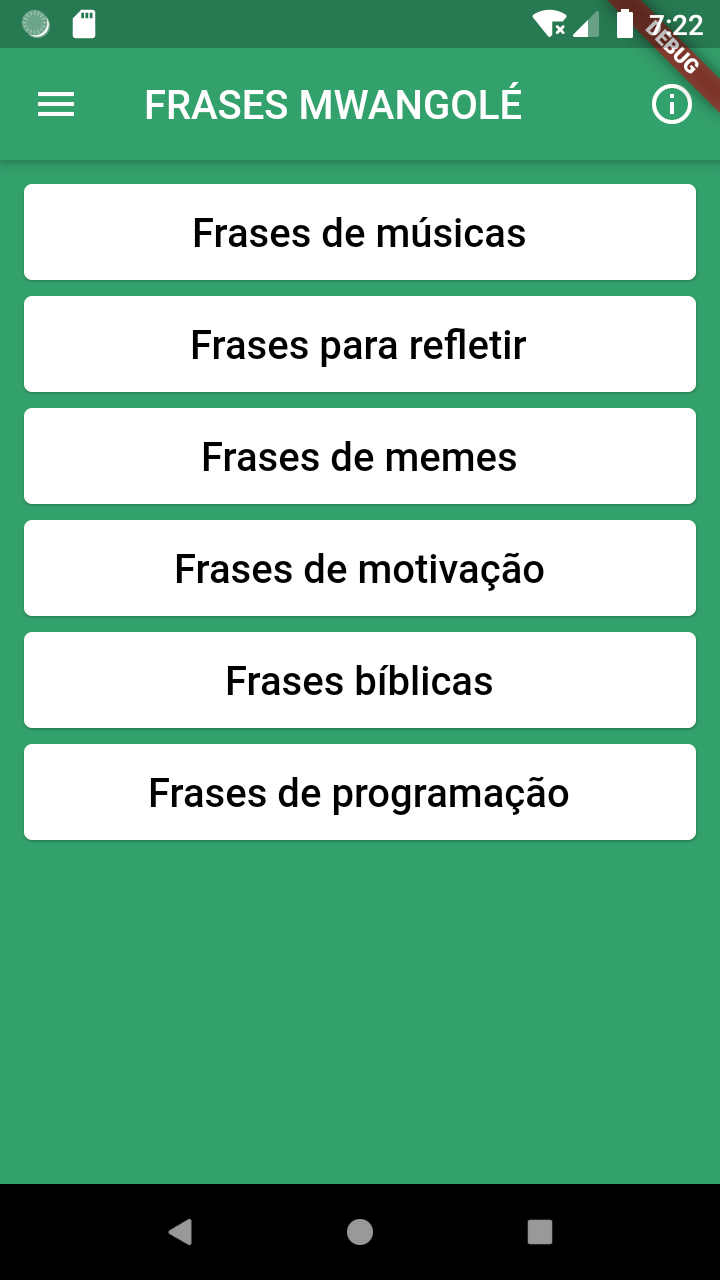 7:22
DEBUG
FRASES MWANGOLÉ
Frases de músicas
Frases para refletir
Frases de memes
Frases de motivação
Frases bíblicas
Frases de programação